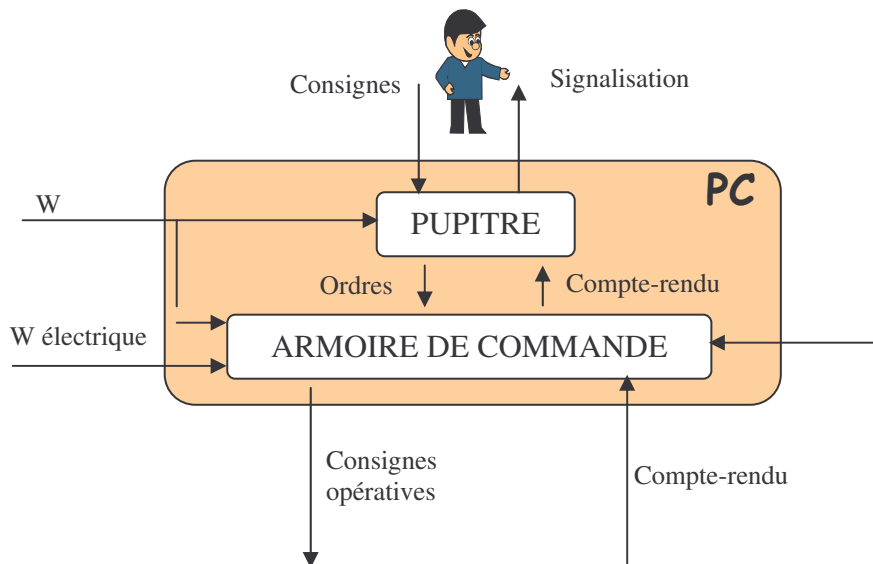 Consignes
Signalisation
PC
W
PUPITRE
Ordres
Compte-rendu
W électrique
ARMOIRE DE COMMANDE
Consignes
opératives
Compte-rendu